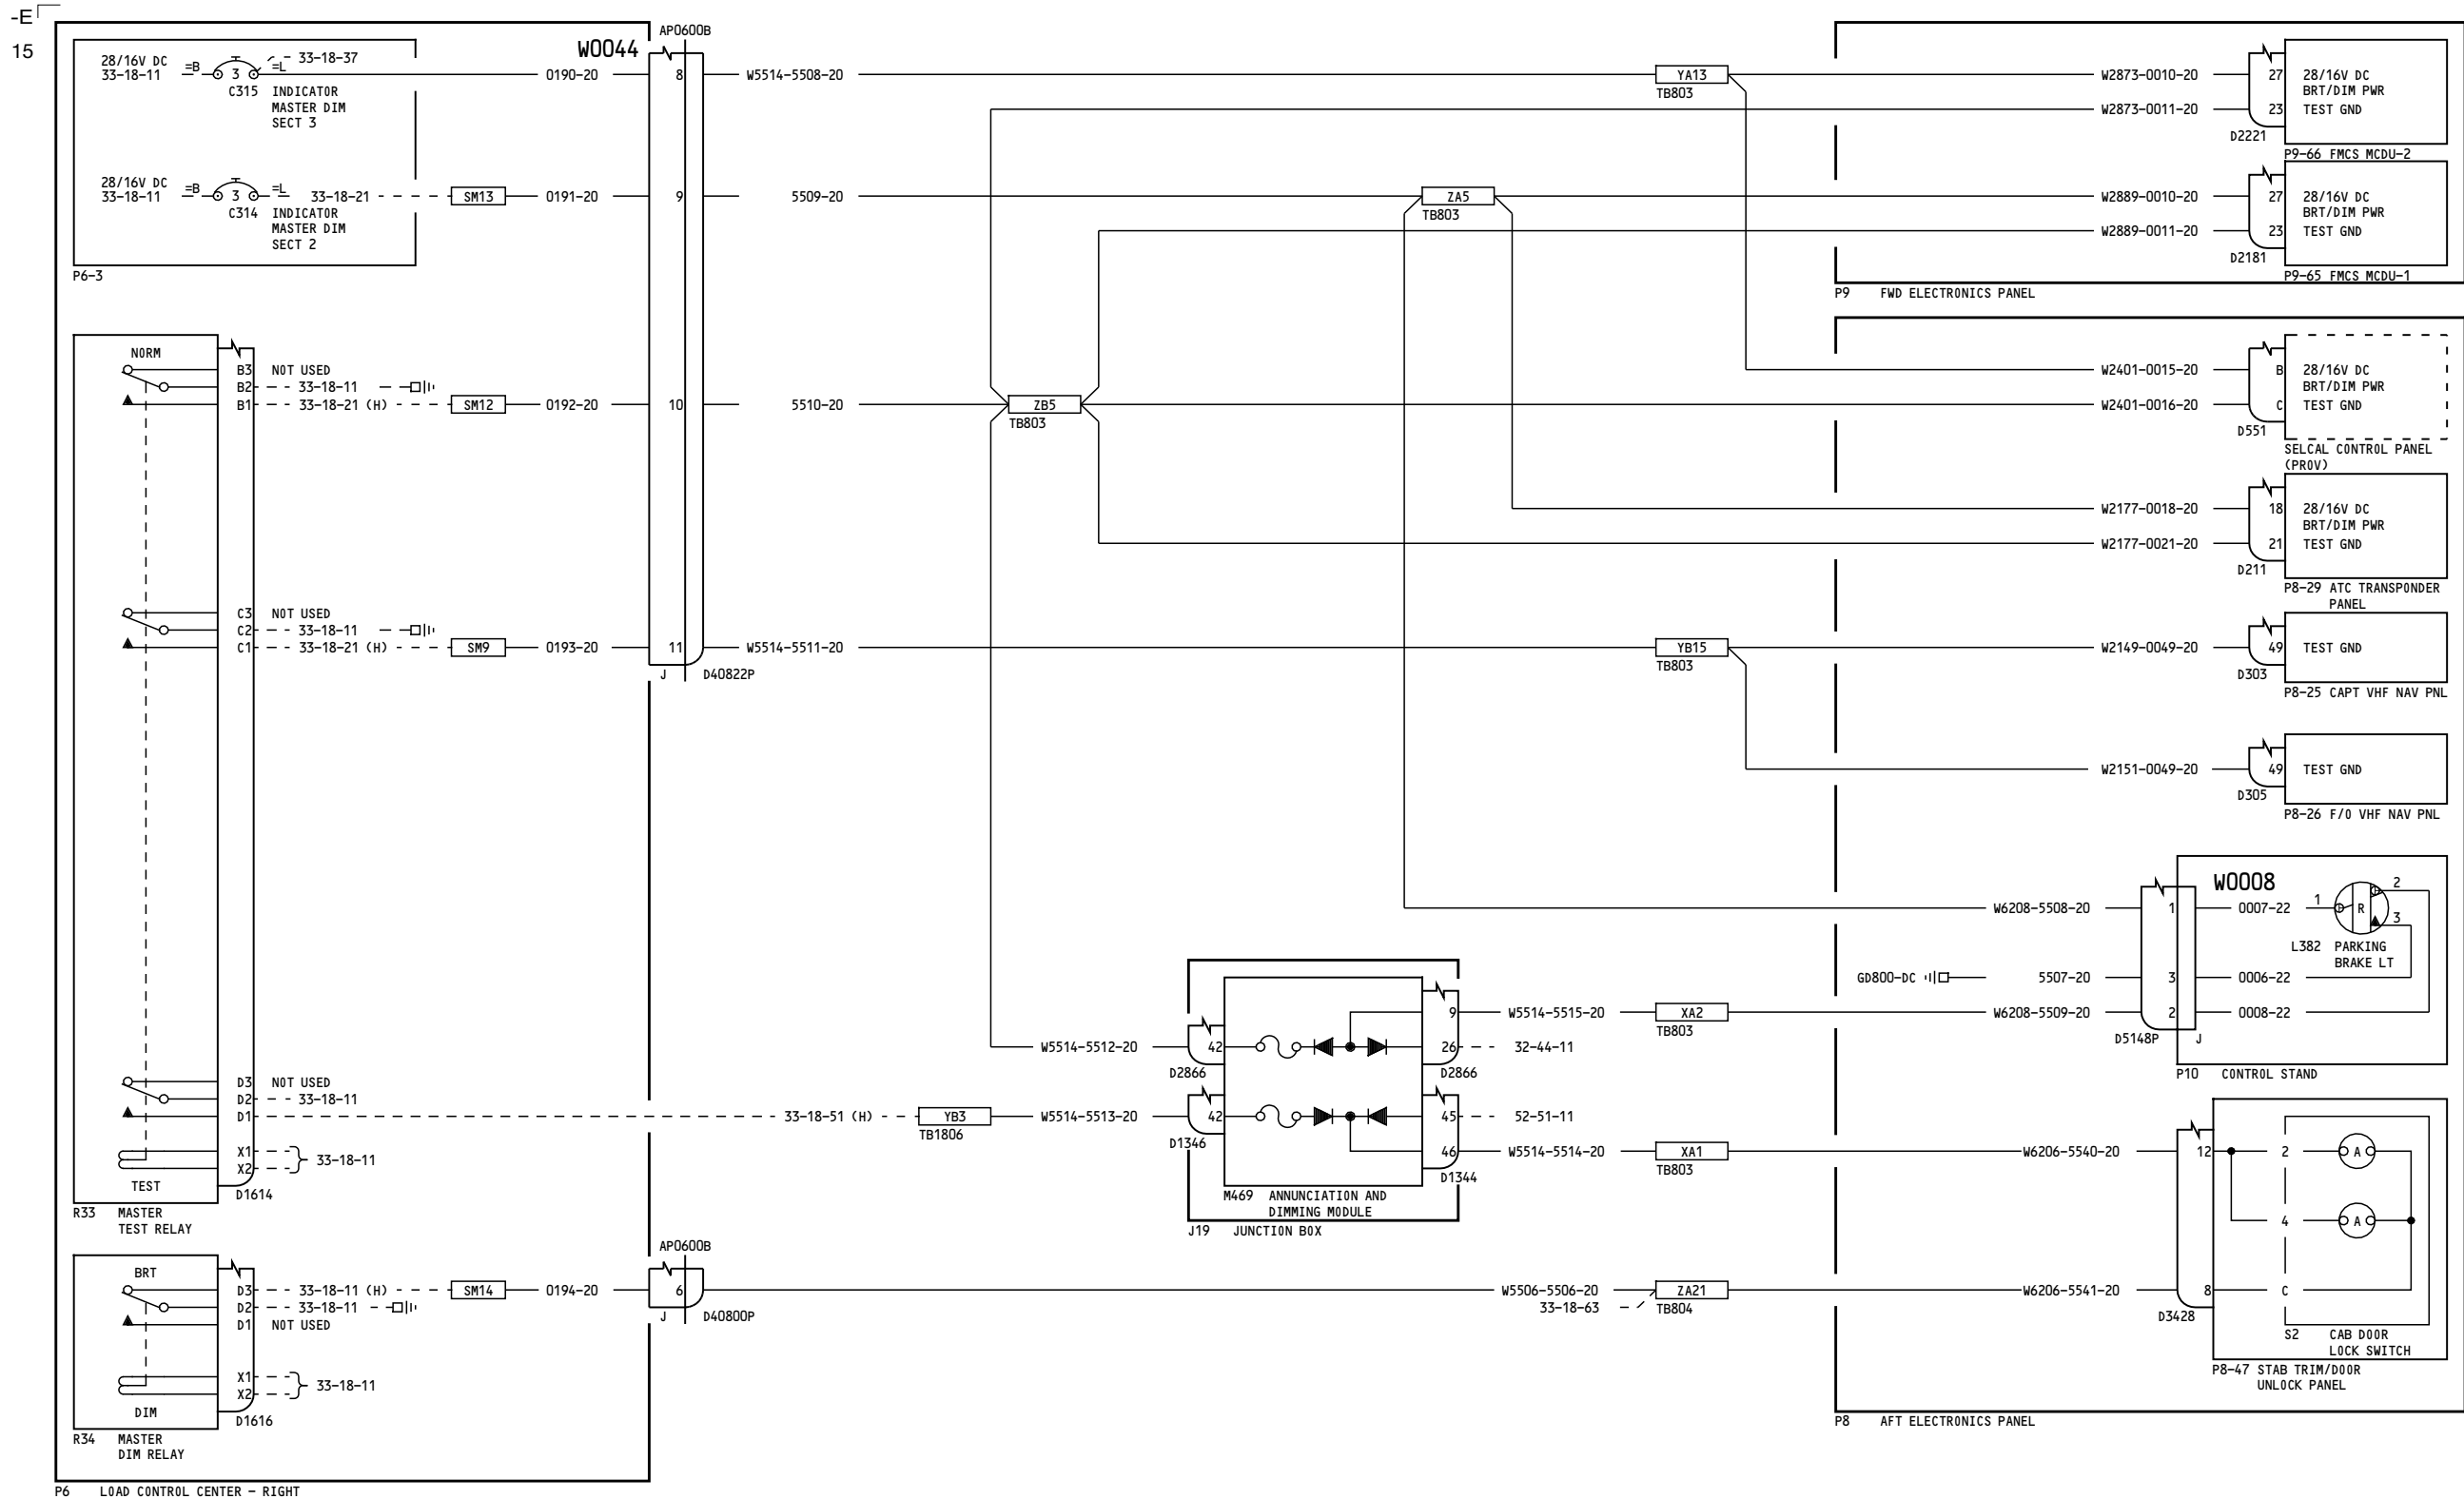 -E
15
28/16V DC
33-18-11
=B
3
=L
33-18-37
C315 INDICATOR
MASTER DIM
SECT 3
0190-20
W0044
AP0600B
8
W5514-5508-20
YA13
TB803
W2873-0010-20
27
28/16V DC
BRT/DIM PWR
W2873-0011-20
23
TEST GND
D2221
P9-66 FMCS MCDU-2
28/16V DC
33-18-11
=B
3
=L
33-18-21
SM13
0191-20
9
5509-20
ZA5
TB803
C314 INDICATOR
MASTER DIM
SECT 2
P6-3
W2889-0010-20
27
28/16V DC
BRT/DIM PWR
W2889-0011-20
23
TEST GND
D2181
P9-65 FMCS MCDU-1
P9 FWD ELECTRONICS PANEL
NORM
B3 NOT USED
B2 33-18-11
B1 33-18-21 (H)
SM12
0192-20
10
5510-20
ZB5
TB803
W2401-0015-20
B
28/16V DC
BRT/DIM PWR
W2401-0016-20
C
TEST GND
D551
SELCAL CONTROL PANEL
(PROV)
W2177-0018-20
18
28/16V DC
BRT/DIM PWR
W2177-0021-20
21
TEST GND
D211
P8-29 ATC TRANSPONDER
PANEL
C3 NOT USED
C2 33-18-11
C1 33-18-21 (H)
SM9
0193-20
11
W5514-5511-20
J D40822P
YB15
TB803
W2149-0049-20
49
TEST GND
D303
P8-25 CAPT VHF NAV PNL
W2151-0049-20
49
TEST GND
D305
P8-26 F/O VHF NAV PNL
W0008
W6208-5508-20
1
0007-22
1
R
2
3
L382 PARKING
BRAKE LT
GD800-DC
5507-20
3
0006-22
W6208-5509-20
2
0008-22
D5148P J
P10 CONTROL STAND
W5514-5512-20
42
D2866
9
W5514-5515-20
XA2
TB803
26
32-44-11
D2866
D3 NOT USED
D2 33-18-11
D1
33-18-51 (H)
YB3
TB1806
W5514-5513-20
42
D1346
45
52-51-11
46
W5514-5514-20
XA1
TB803
D1344
M469 ANNUNCIATION AND
DIMMING MODULE
J19 JUNCTION BOX
X1
X2
33-18-11
TEST
D1614
R33 MASTER
TEST RELAY
W6206-5540-20
12
2
A
4
A
BRT
D3 33-18-11 (H)
D2 33-18-11
D1 NOT USED
SM14
0194-20
AP0600B
6
J D40800P
W5506-5506-20
33-18-63
ZA21
TB804
W6206-5541-20
8
C
D3428
S2 CAB DOOR
LOCK SWITCH
P8-47 STAB TRIM/DOOR
UNLOCK PANEL
X1
X2
33-18-11
DIM
D1616
R34 MASTER
DIM RELAY
P8 AFT ELECTRONICS PANEL
P6 LOAD CONTROL CENTER - RIGHT